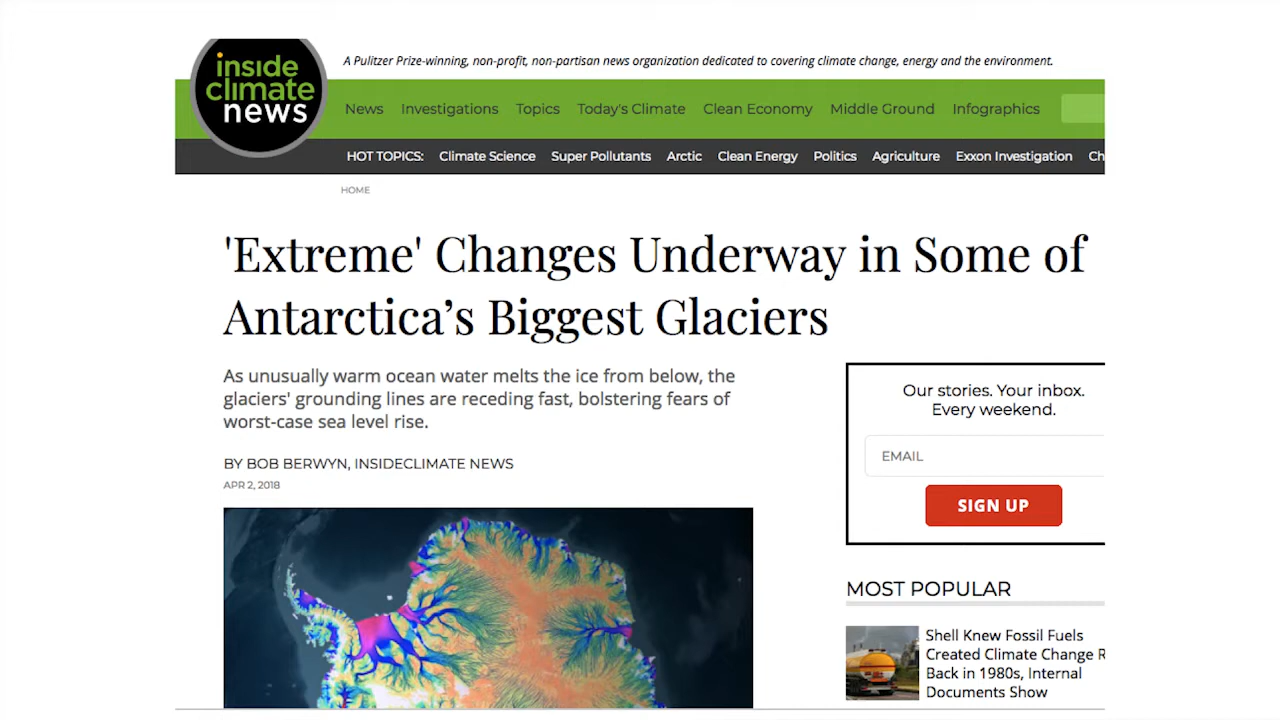 inside
climate
news
A Pulitzer Prize-winning, non-profit, non-partisan news organization dedicated to covering climate change, energy and the environment.
News Investigations Topics Today's Climate Clean Economy Middle Ground Infographics
HOT TOPICS: Climate Science Super Pollutants Arctic Clean Energy Politics Agriculture Exxon Investigation Ch
HOME
'Extreme' Changes Underway in Some of
Antarctica’s Biggest Glaciers
As unusually warm ocean water melts the ice from below, the
glaciers' grounding lines are receding fast, bolstering fears of
worst-case sea level rise.
BY BOB BERWYN, INSIDECLIMATE NEWS
APR 2, 2018
Our stories. Your inbox.
Every weekend.
EMAIL
SIGN UP
MOST POPULAR
Shell Knew Fossil Fuels
Created Climate Change R
Back in 1980s, Internal
Documents Show